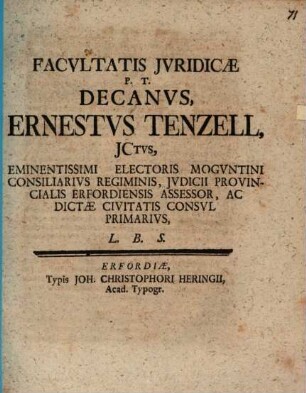 71
FACVLTATIS JVRIDICÆ
P. T.
DECANVS,
ERNESTVS TENZELL,
JCTVS,
EMINENTISSIMI ELECTORIS MOGVNTINI
CONSILIARIVS REGIMINIS, JVDICII PROVIN-
CIALIS ERFORDIENSIS ASSESSOR, AC
DICTÆ CIVITATIS CONSVL
PRIMARIVS,
L. B. S.
ERFORDIÆ,
Typis JOH. CHRISTOPHORI HERINGII,
Acad. Typogr.